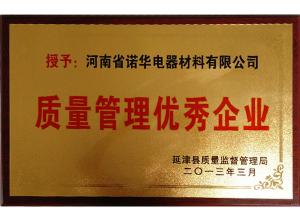 授予：河南省诺华电器材料有限公司
质量管理优秀企业
延津县质量监督管理局
二〇一三年三月